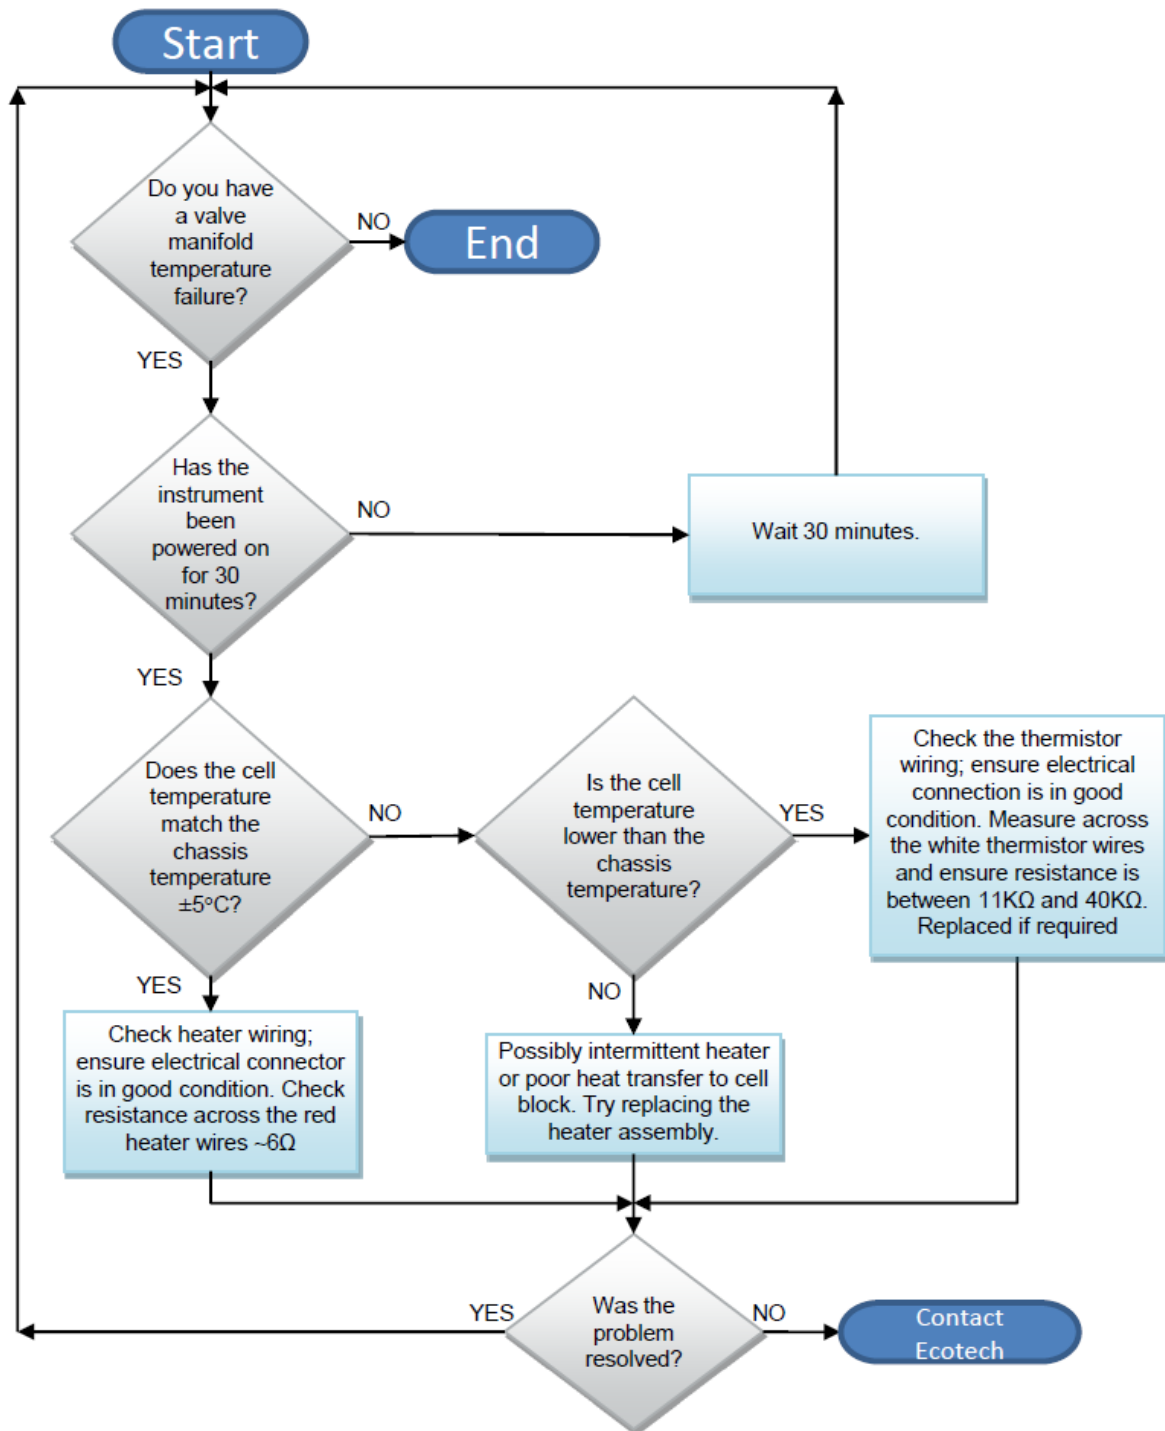 Start
Do you have
a valve
manifold
temperature
failure?
NO
End
YES
Has the
instrument
been
powered on
for 30
minutes?
NO
Wait 30 minutes.
YES
Does the cell
temperature
match the
chassis
temperature
±5°C?
NO
Is the cell
temperature
lower than the
chassis
temperature?
YES
Check the thermistor
wiring; ensure electrical
connection is in good
condition. Measure across
the white thermistor wires
and ensure resistance is
between 11KΩ and 40KΩ.
Replaced if required
YES
Check heater wiring;
ensure electrical connector
is in good condition. Check
resistance across the red
heater wires ~6Ω
NO
Possibly intermittent heater
or poor heat transfer to cell
block. Try replacing the
heater assembly.
YES
Was the
problem
resolved?
NO
Contact
Ecotech